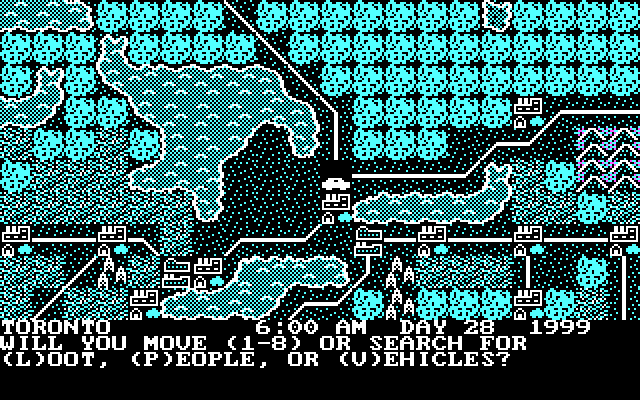 TORONTO 6:00 AM DAY 28 1999
WILL YOU MOVE (1-8) OR SEARCH FOR
(L)OOT, (P)EOPLE, OR (V)EHICLES?